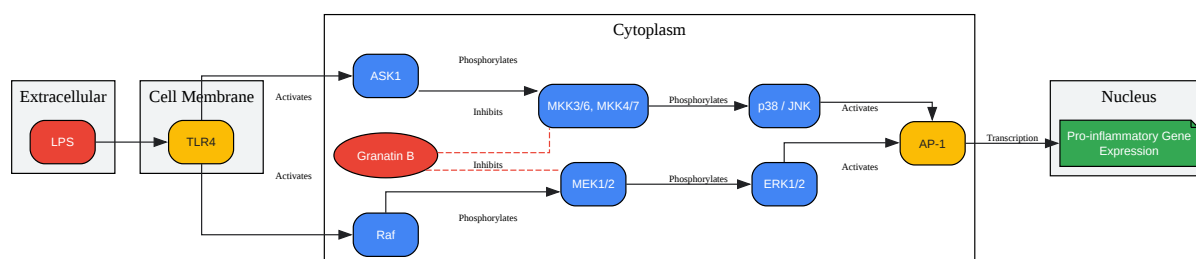 Cytoplasm
Extracellular
Cell Membrane
Nucleus
LPS
TLR4
Activates
Activates
ASK1
Phosphorylates
Inhibits
MKK3/6, MKK4/7
Phosphorylates
p38 / JNK
Activates
Granatin B
Inhibits
MEK1/2
Phosphorylates
ERK1/2
Activates
Raf
Phosphorylates
AP-1
Transcription
Pro-inflammatory Gene
Expression